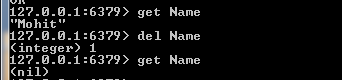 OK
127.0.0.1:6379> get Name
"Mohit"
127.0.0.1:6379> del Name
(integer) 1
127.0.0.1:6379> get Name
(nil)